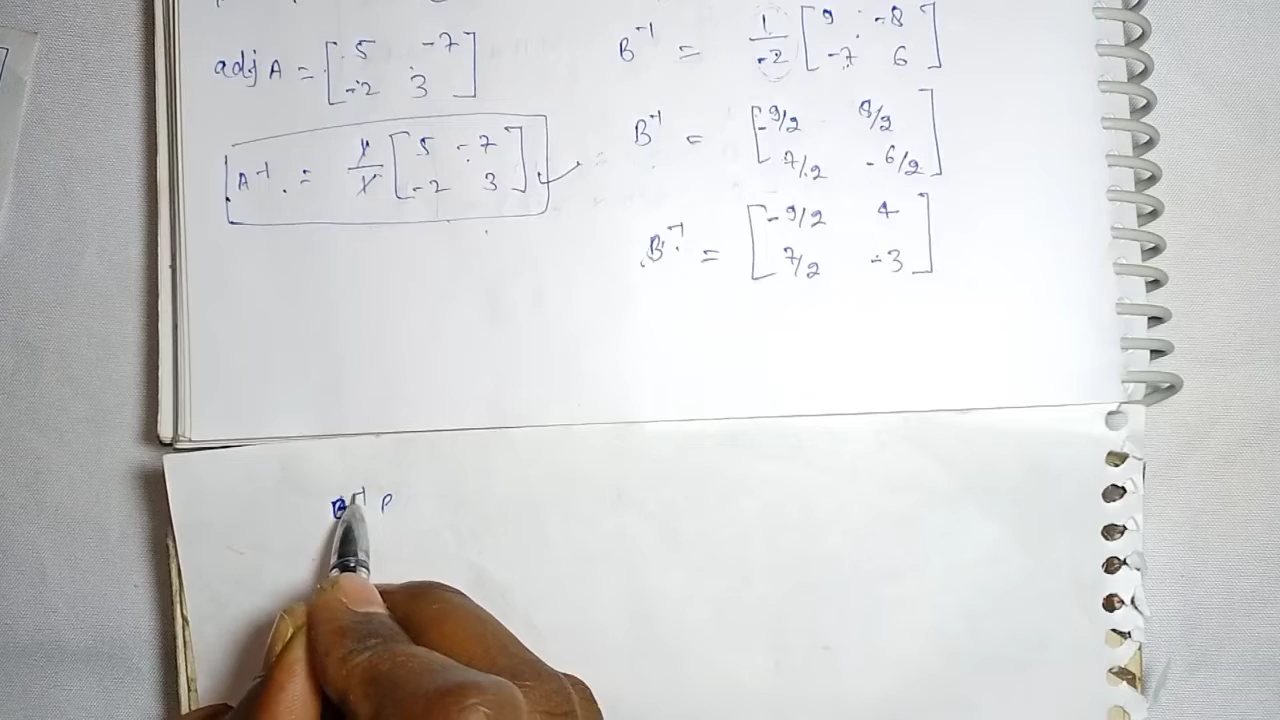 adj A = [ 5 -7
-2 3 ]
A⁻¹ = 1/1 [ 5 -7
-2 3 ]
B⁻¹ = 1/-2 [ 9 -8
-7 6 ]
B⁻¹ = [ -9/2 8/2
7/2 -6/2 ]
B⁻¹ = [ -9/2 4
7/2 -3 ]